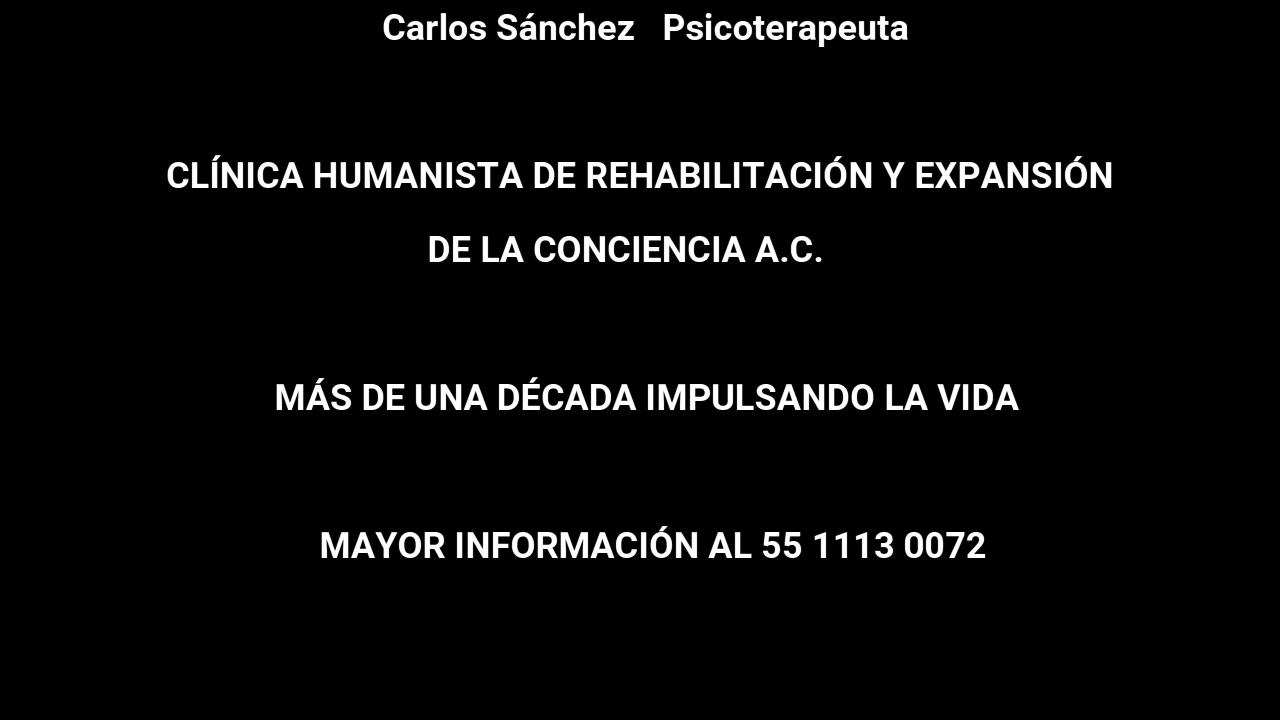 Carlos Sánchez   Psicoterapeuta
CLÍNICA HUMANISTA DE REHABILITACIÓN Y EXPANSIÓN
DE LA CONCIENCIA A.C.
MÁS DE UNA DÉCADA IMPULSANDO LA VIDA
MAYOR INFORMACIÓN AL 55 1113 0072